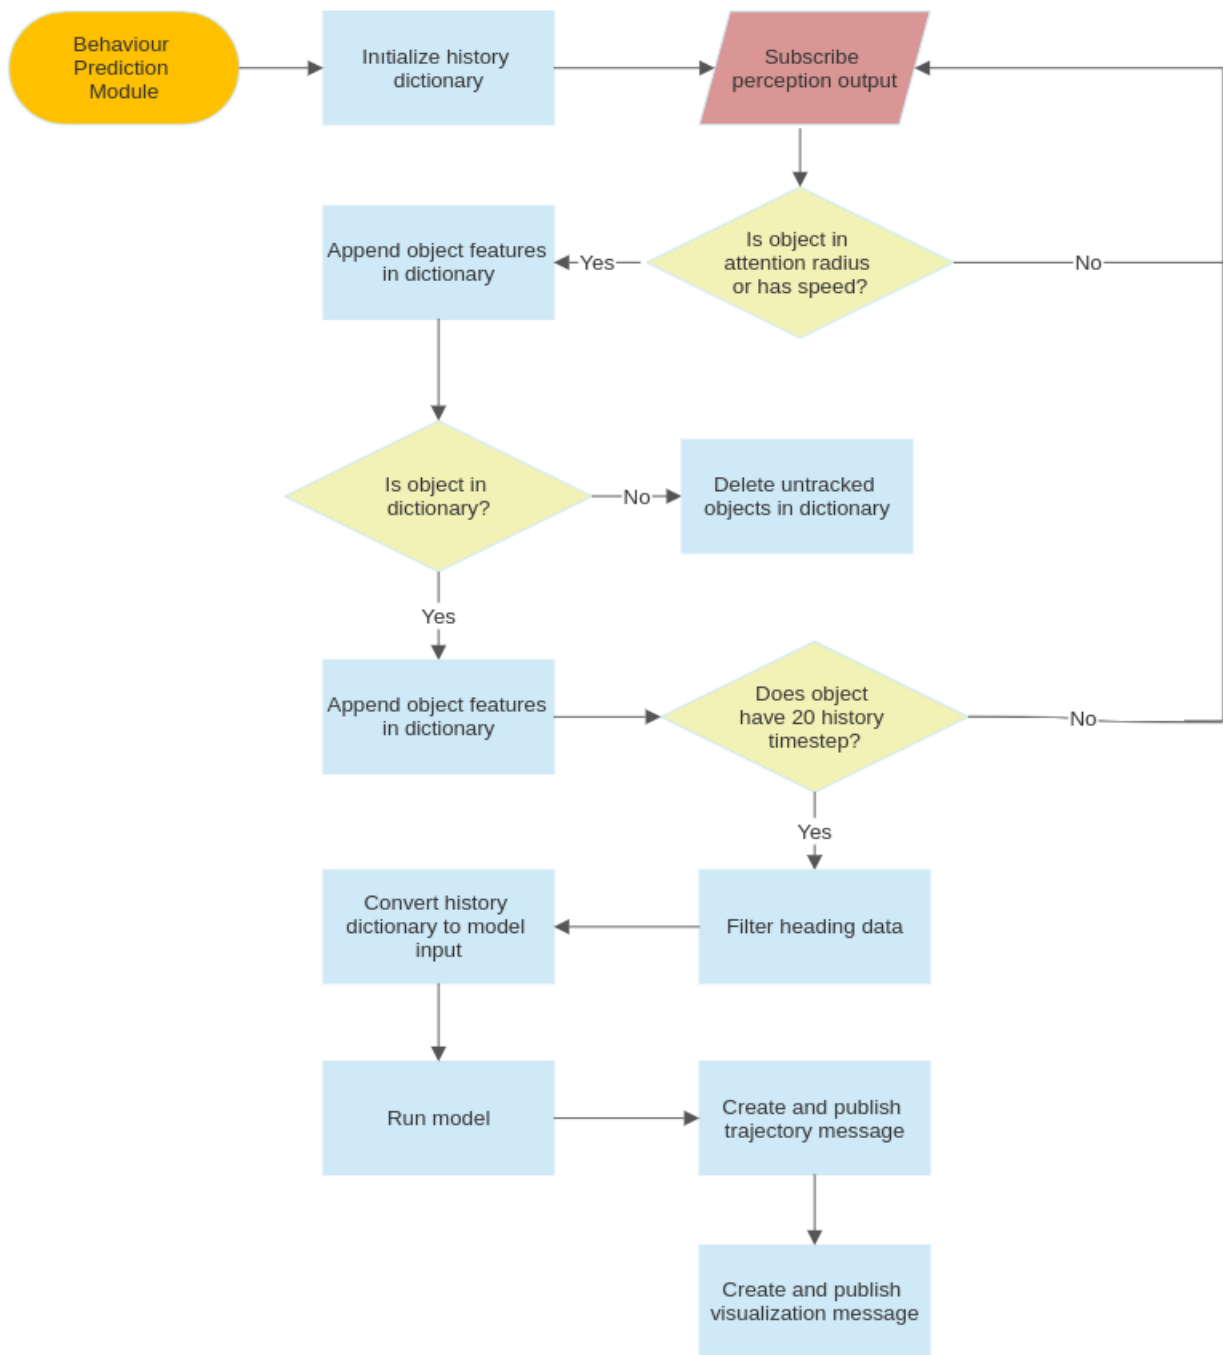 Behaviour
Prediction
Module
Initialize history
dictionary
Subscribe
perception output
Is object in
attention radius
or has speed?
Yes
No
Append object features
in dictionary
Is object in
dictionary?
No
Delete untracked
objects in dictionary
Yes
Append object features
in dictionary
Does object
have 20 history
timestep?
No
Yes
Filter heading data
Convert history
dictionary to model
input
Run model
Create and publish
trajectory message
Create and publish
visualization message